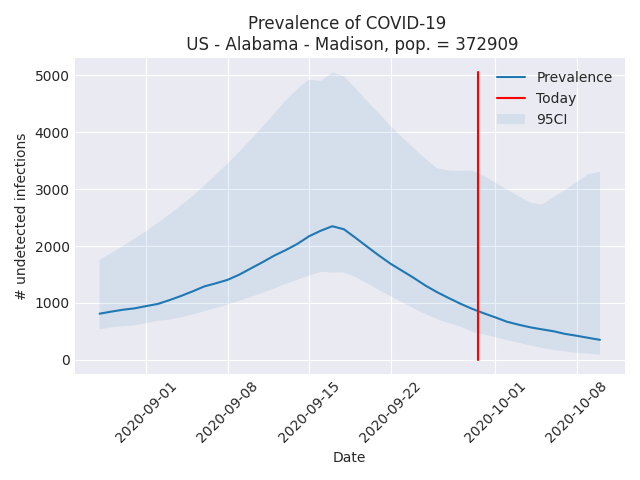 Prevalence of COVID-19
US - Alabama - Madison, pop. = 372909
Prevalence
Today
95CI
# undetected infections
5000
4000
3000
2000
1000
0
2020-09-01
2020-09-08
2020-09-15
2020-09-22
2020-10-01
2020-10-08
Date